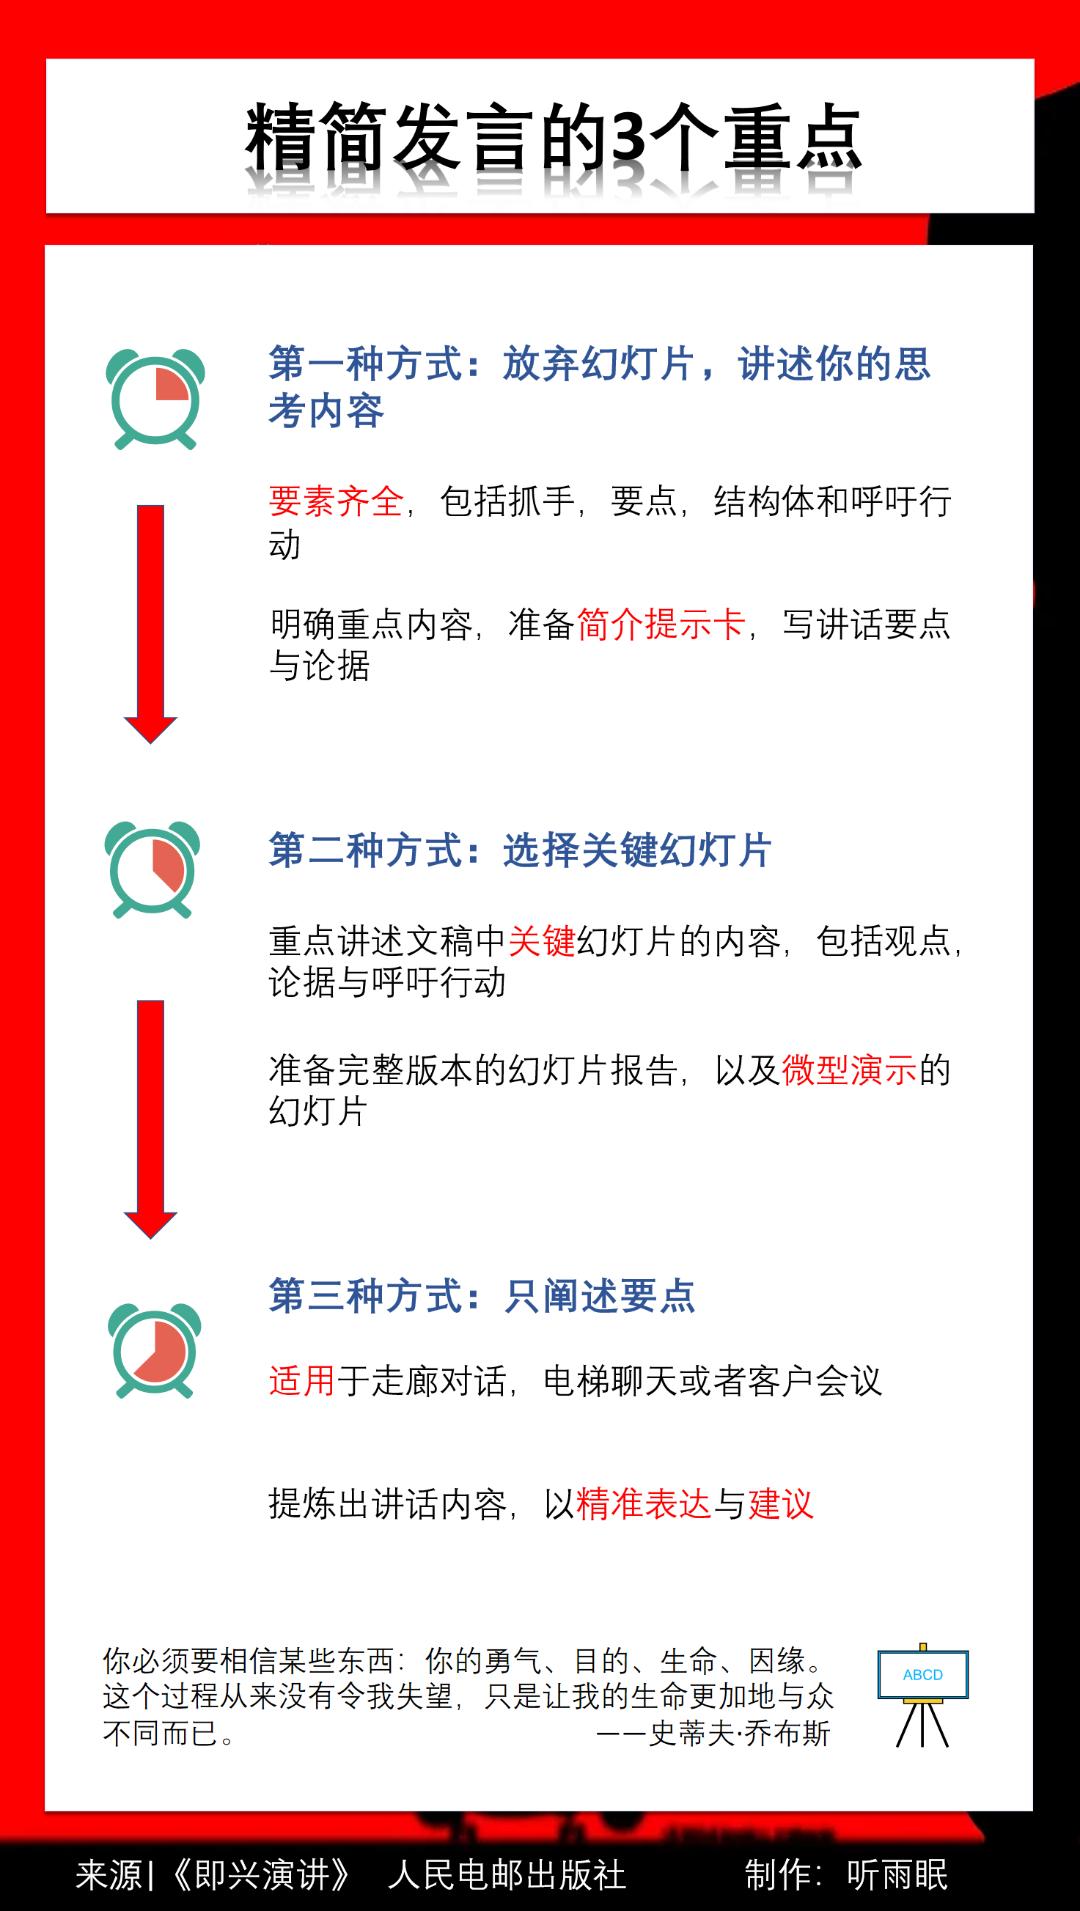 精简发言的3个重点
第一种方式：放弃幻灯片，讲述你的思
考内容
要素齐全，包括抓手，要点，结构体和呼吁行
动
明确重点内容，准备简介提示卡，写讲话要点
与论据
第二种方式：选择关键幻灯片
重点讲述文稿中关键幻灯片的内容，包括观点，
论据与呼吁行动
准备完整版本的幻灯片报告，以及微型演示的
幻灯片
第三种方式：只阐述要点
适用于走廊对话，电梯聊天或者客户会议
提炼出讲话内容，以精准表达与建议
你必须要相信某些东西：你的勇气、目的、生命、因缘。
这个过程从来没有令我失望，只是让我的生命更加地与众
不同而已。 ——史蒂夫·乔布斯
ABCD
来源|《即兴演讲》 人民电邮出版社 制作：听雨眠